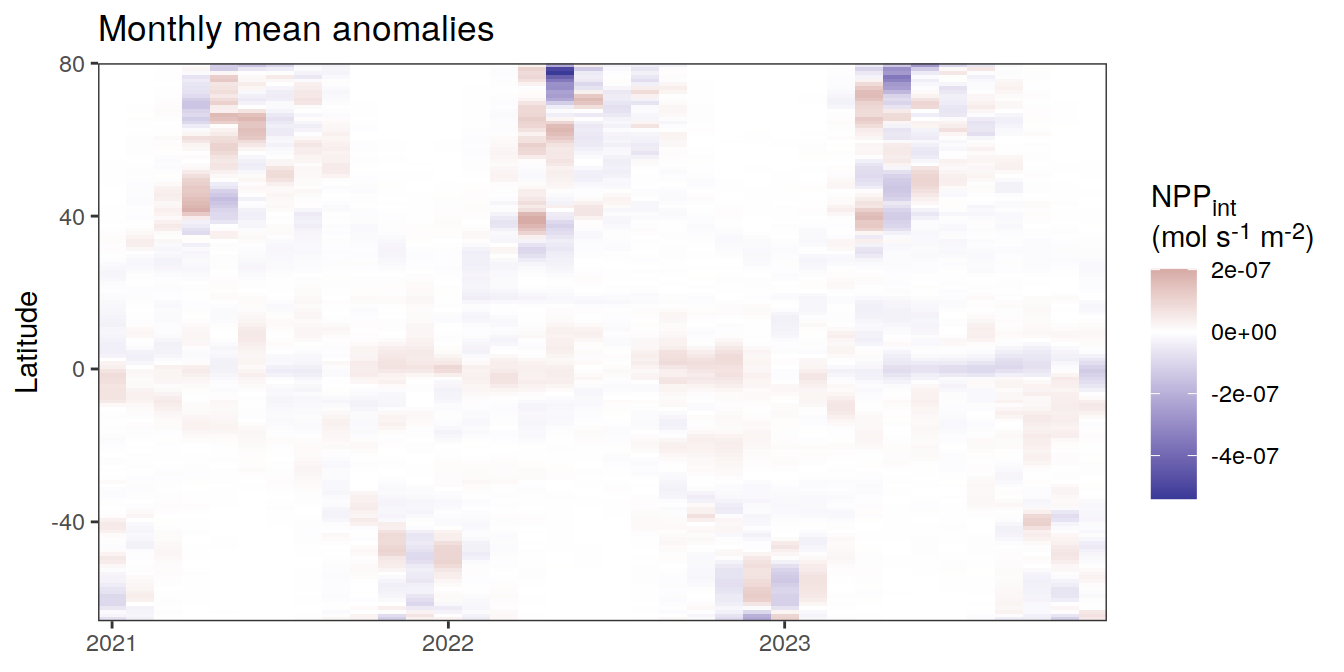 Monthly mean anomalies
80
40
0
-40
Latitude
2021
2022
2023
NPPint
(mol s-1 m-2)
2e-07
0e+00
-2e-07
-4e-07